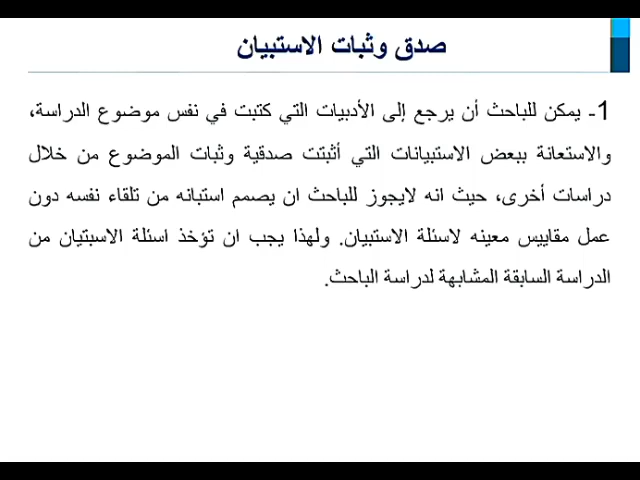 صدق وثبات الاستبيان
1- يمكن للباحث أن يرجع إلى الأدبيات التي كتبت في نفس موضوع الدراسة،
والاستعانة ببعض الاستبيانات التي أثبتت صدقية وثبات الموضوع من خلال
دراسات أخرى، حيث انه لايجوز للباحث ان يصمم استبانه من تلقاء نفسه دون
عمل مقاييس معينه لاسئلة الاستبيان. ولهذا يجب ان تؤخذ اسئلة الاسبتيان من
الدراسة السابقة المشابهة لدراسة الباحث.